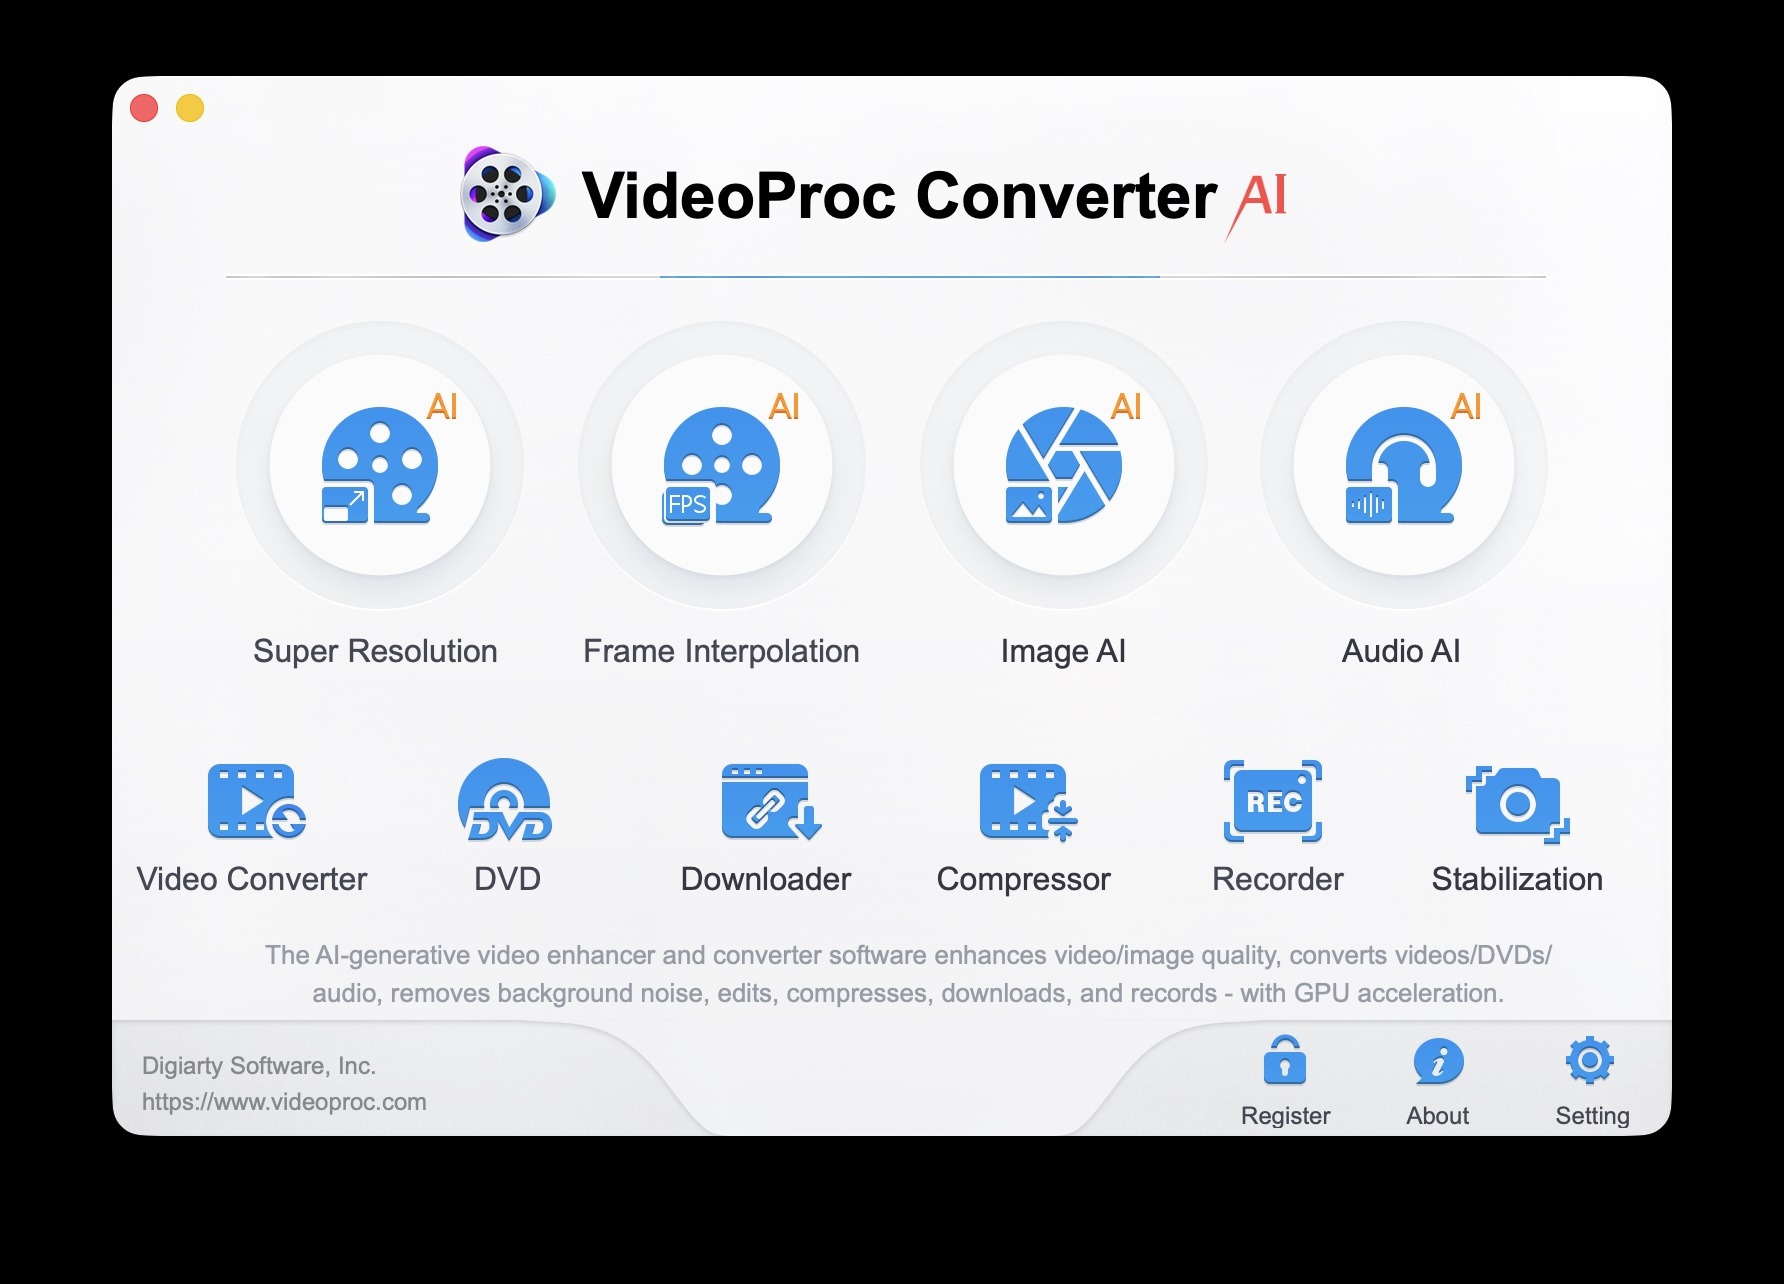 VideoProc Converter AI
AI
AI
AI
AI
FPS
Super Resolution
Frame Interpolation
Image AI
Audio AI
DVD
REC
Video Converter
DVD
Downloader
Compressor
Recorder
Stabilization
The AI-generative video enhancer and converter software enhances video/image quality, converts videos/DVDs/
audio, removes background noise, edits, compresses, downloads, and records - with GPU acceleration.
Digiarty Software, Inc.
https://www.videoproc.com
Register
About
Setting